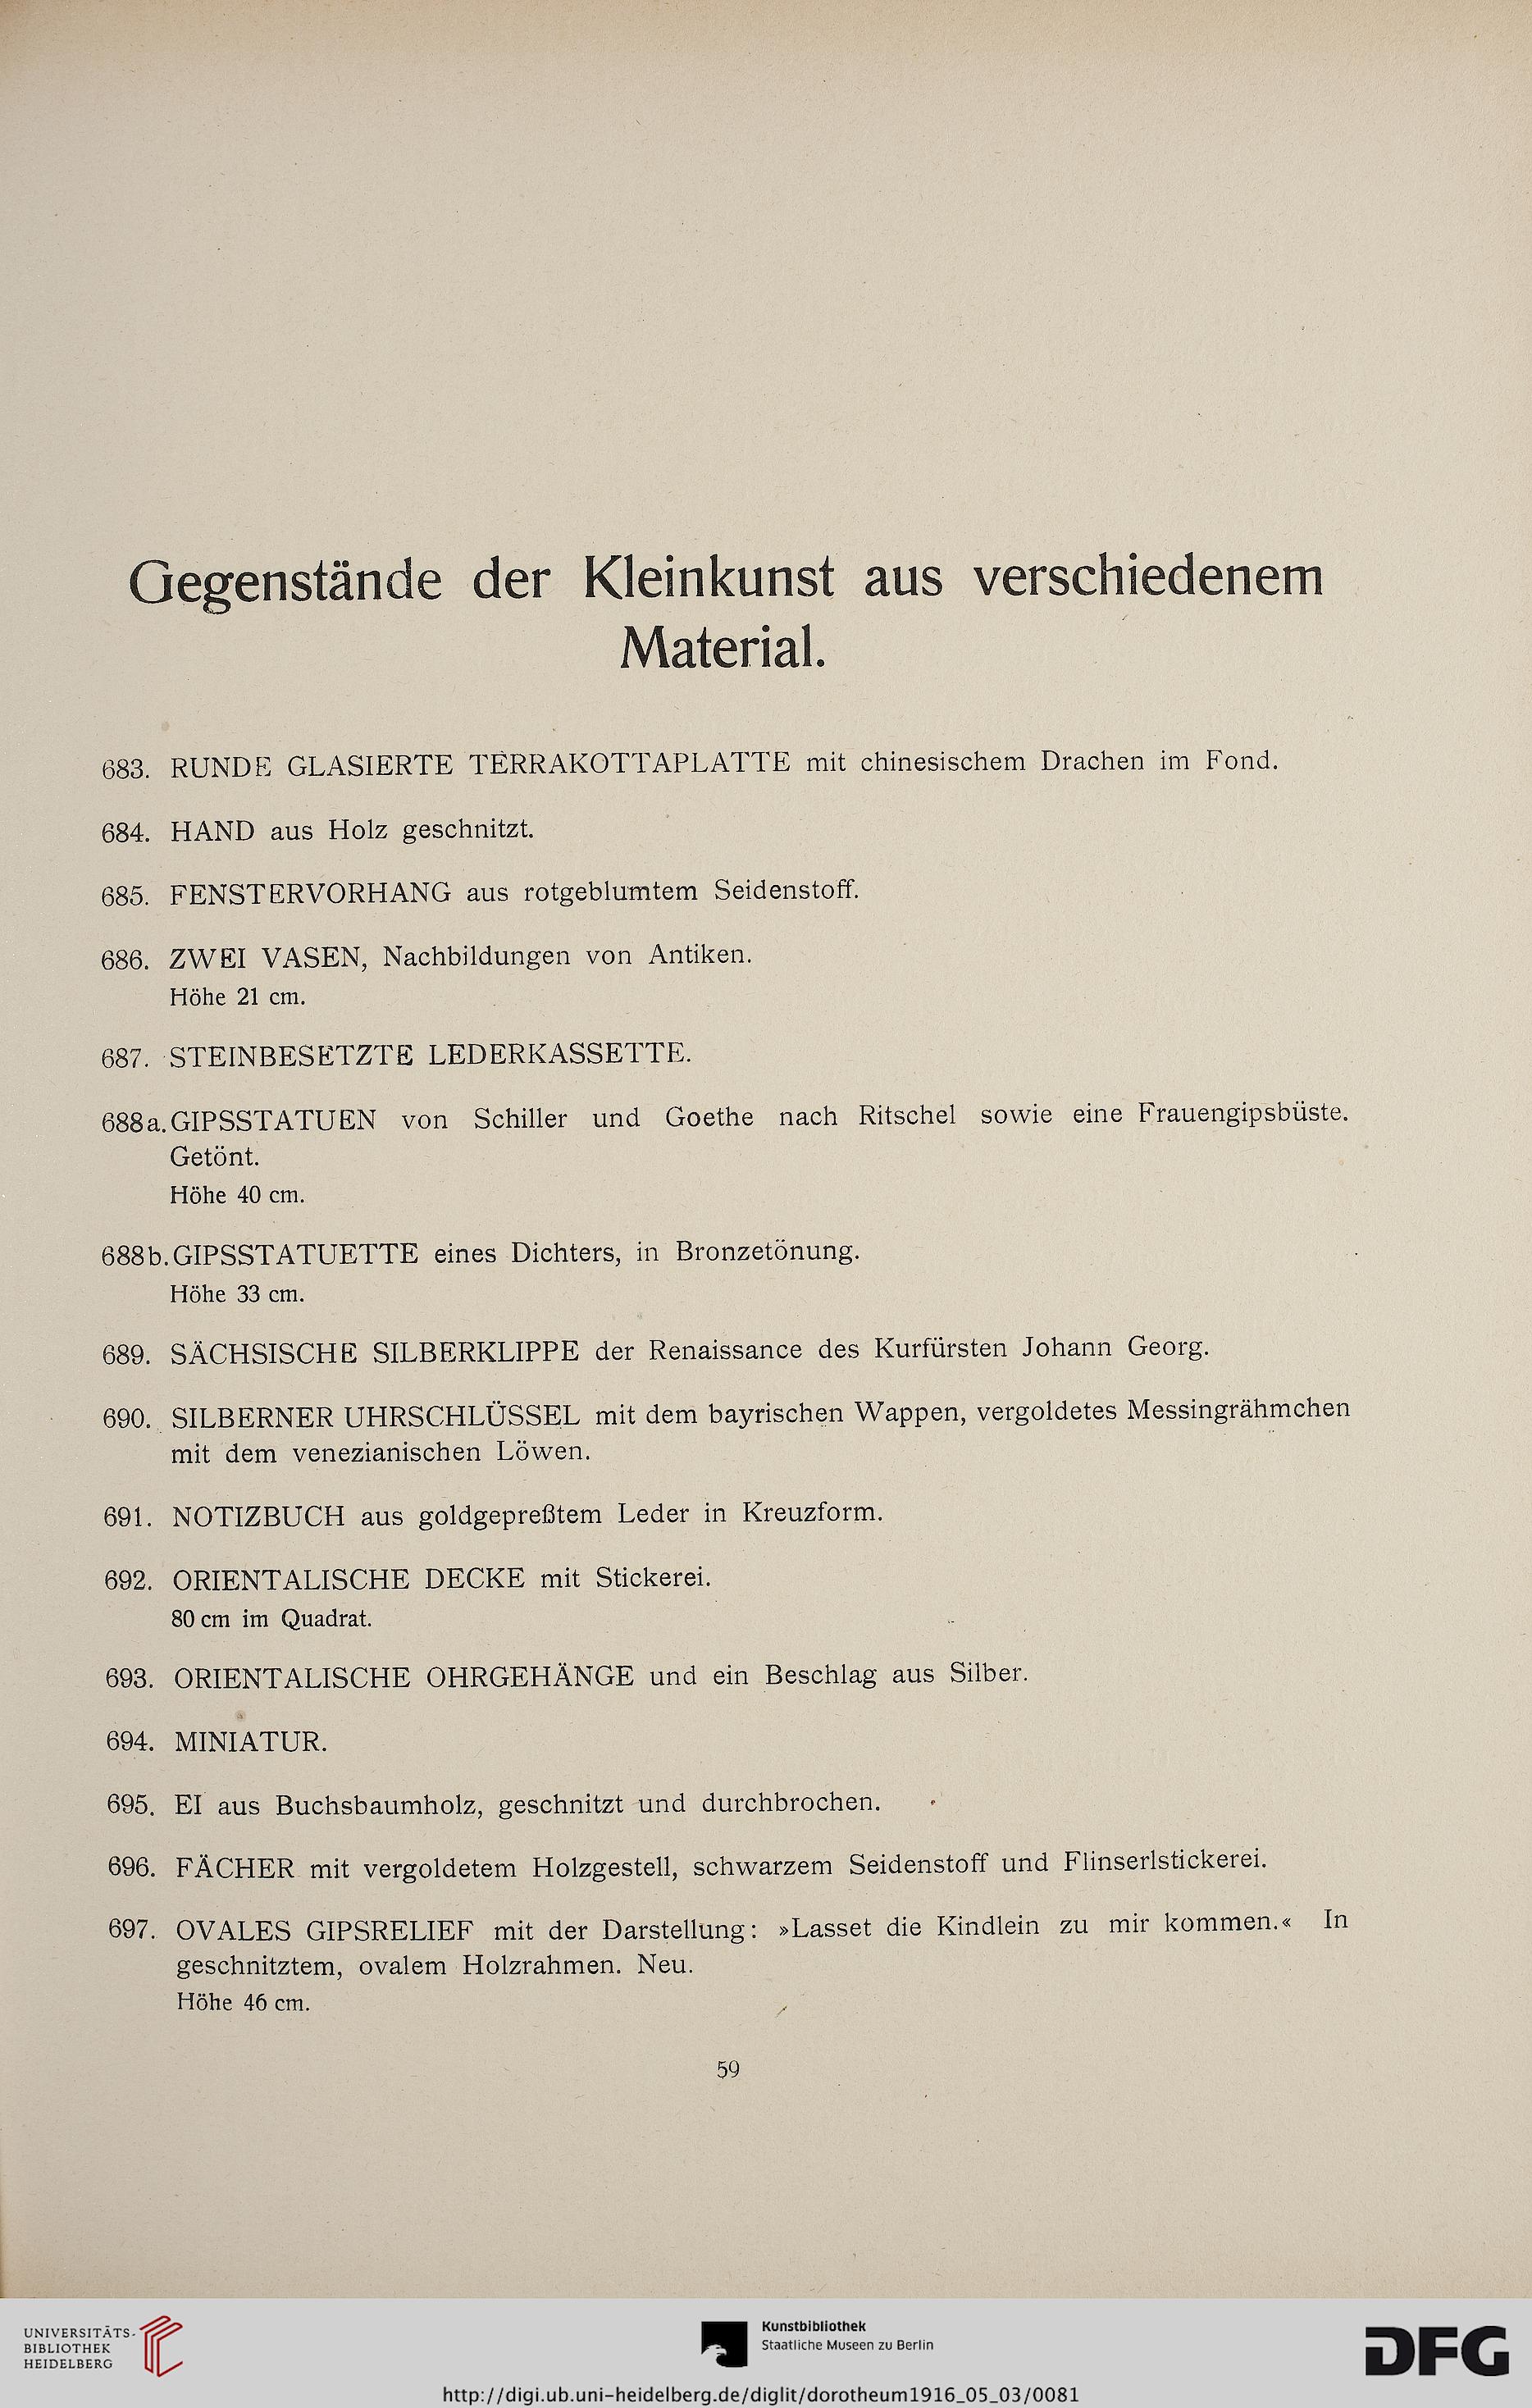 Gegenstände der Kleinkunst aus verschiedenem
Material.
683. RUNDE GLASIERTE TERRAKOTTAPLATTE mit chinesischem Drachen im Fond.
684. HAND aus Holz geschnitzt.
685. FENSTERVORHANG aus rotgeblumtem Seidenstoff.
686. ZWEI VASEN, Nachbildungen von Antiken.
Höhe 21 cm.
687. STEINBESETZTE LEDERKASSETTE.
688a. GIPSSTATUEN von Schiller und Goethe nach Ritschel sowie eine Frauengipsbüste.
Getönt.
Höhe 40 cm.
688b. GIPSSTATUETTE eines Dichters, in Bronzetönung.
Höhe 33 cm.
689. SÄCHSISCHE SILBERKLIPPE der Renaissance des Kurfürsten Johann Georg.
690. SILBERNER UHRSCHLÜSSEL mit dem bayrischen Wappen, vergoldetes Messingrähmchen
mit dem venezianischen Löwen.
691. NOTIZBUCH aus goldgepreßtem Leder in Kreuzform.
692. ORIENTALISCHE DECKE mit Stickerei.
80 cm im Quadrat.
693. ORIENTALISCHE OHRGEHÄNGE und ein Beschlag aus Silber.
694. MINIATUR.
695. EI aus Buchsbaumholz, geschnitzt und durchbrochen.
696. FÄCHER mit vergoldetem Holzgestell, schwarzem Seidenstoff und Flinserlstickerei.
697. OVALES GIPSRELIEF mit der Darstellung: »Lasset die Kindlein zu mir kommen.« In
geschnitztem, ovalem Holzrahmen. Neu.
Höhe 46 cm.
59
UNIVERSITÄTS-
BIBLIOTHEK
HEIDELBERG
Kunstbibliothek
Staatliche Museen zu Berlin
DFG
http://digi.ub.uni-heidelberg.de/diglit/dorotheum1916_05_03/0081